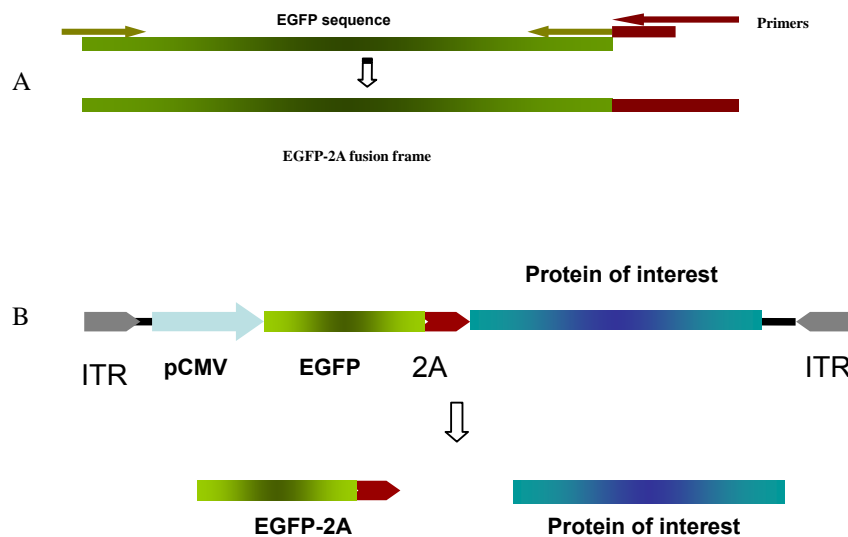 EGFP sequence
Primers
A
EGFP-2A fusion frame
Protein of interest
B
ITR pCMV EGFP 2A ITR
EGFP-2A Protein of interest